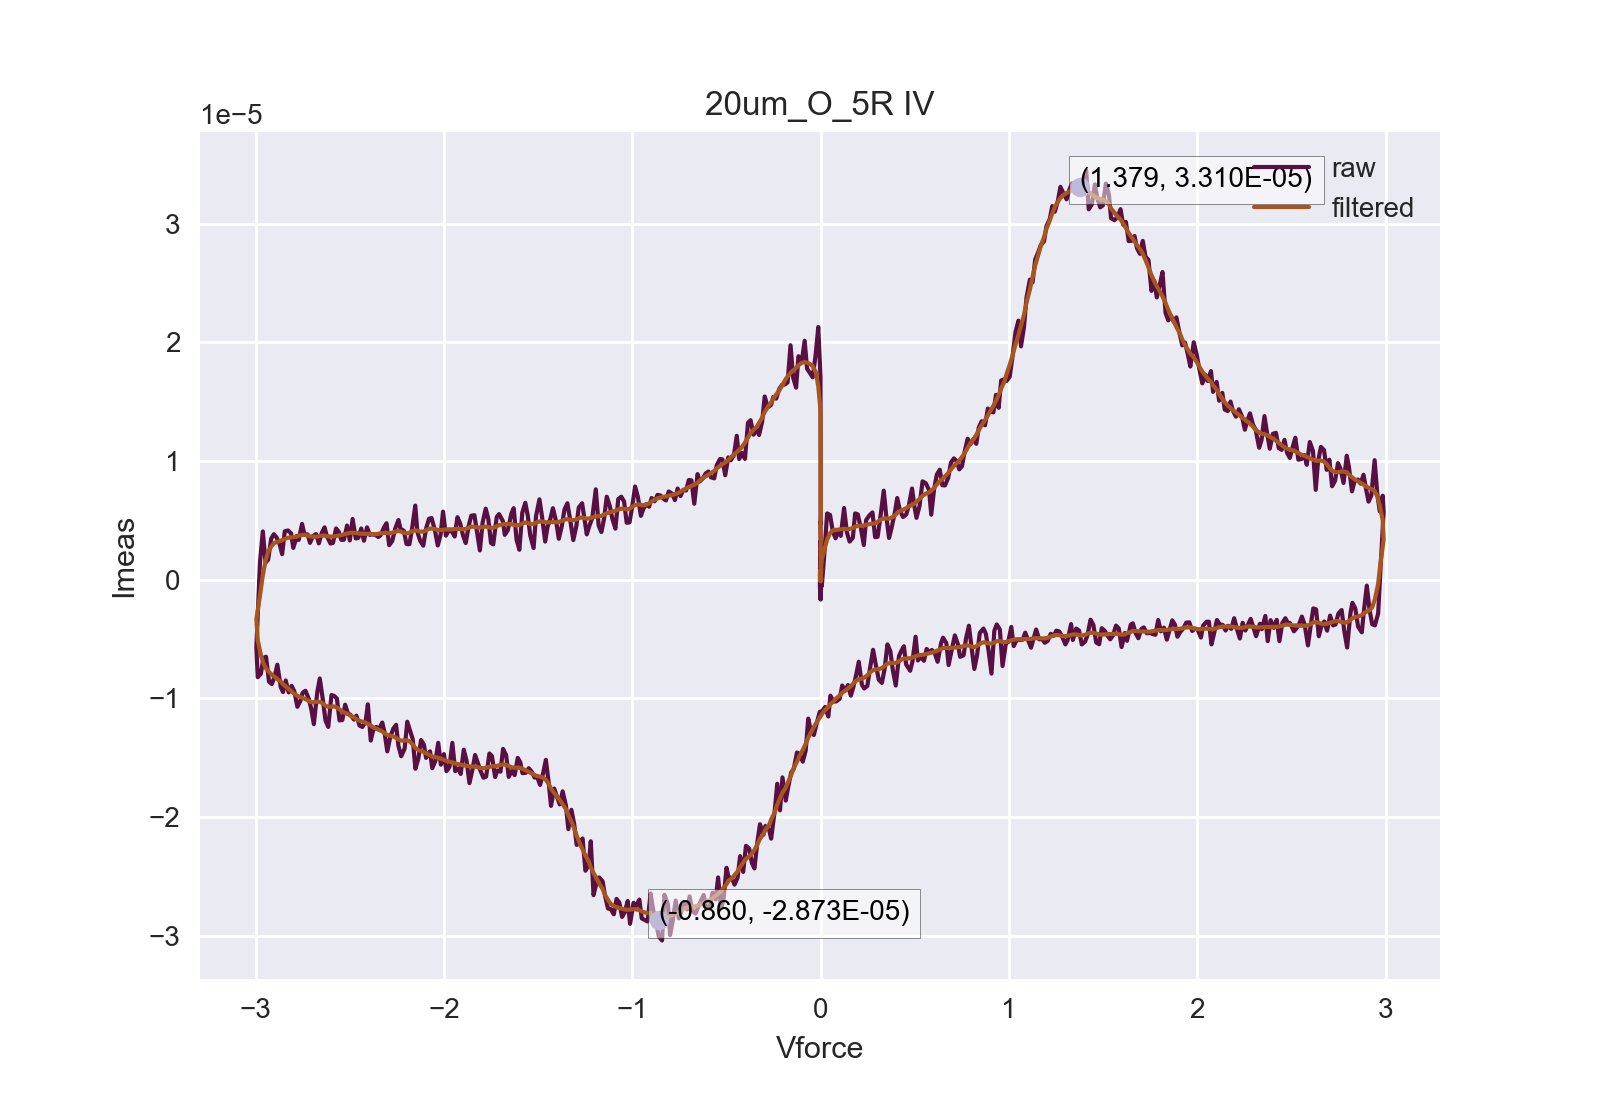 20um_O_5R IV
1e−5
(1.379, 3.310E-05)
raw
filtered
3
2
1
0
−1
−2
−3
Imeas
(-0.860, -2.873E-05)
−3
−2
−1
0
1
2
3
Vforce